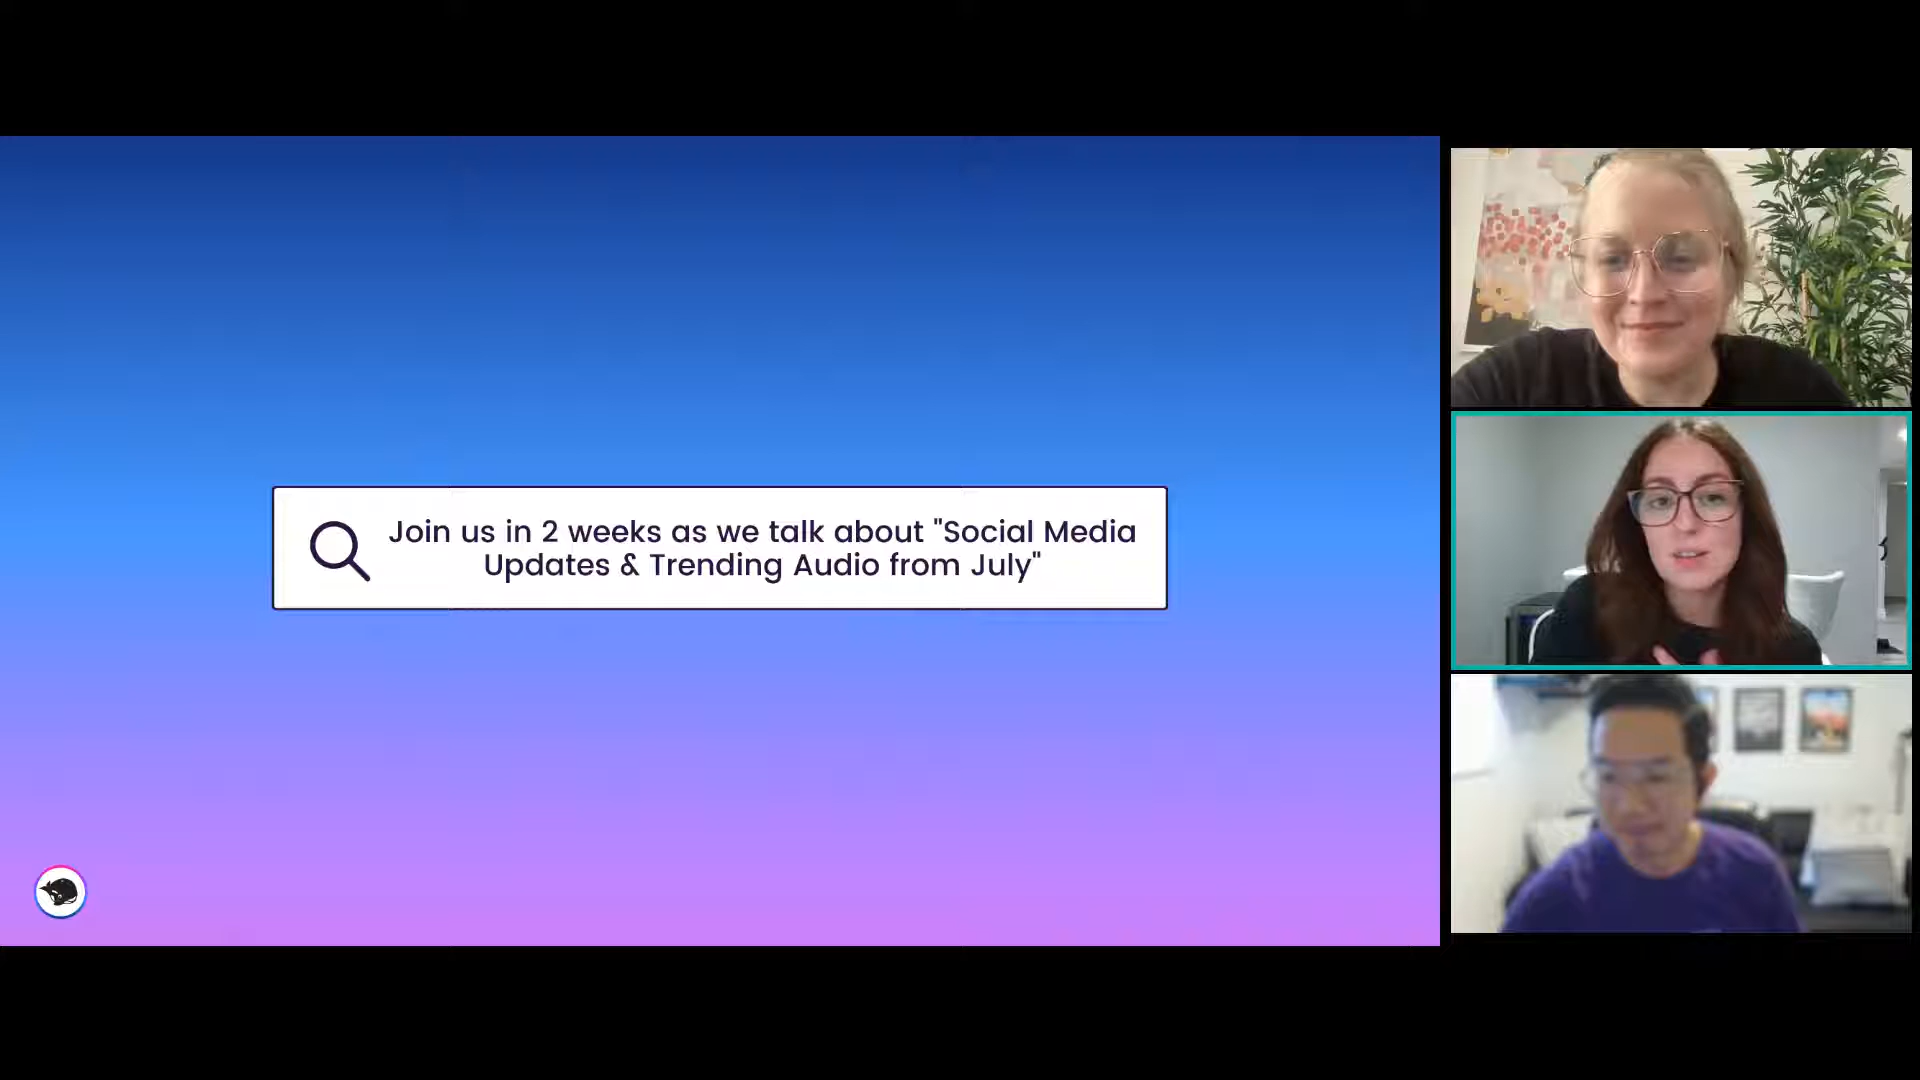 Join us in 2 weeks as we talk about "Social Media
Updates & Trending Audio from July"